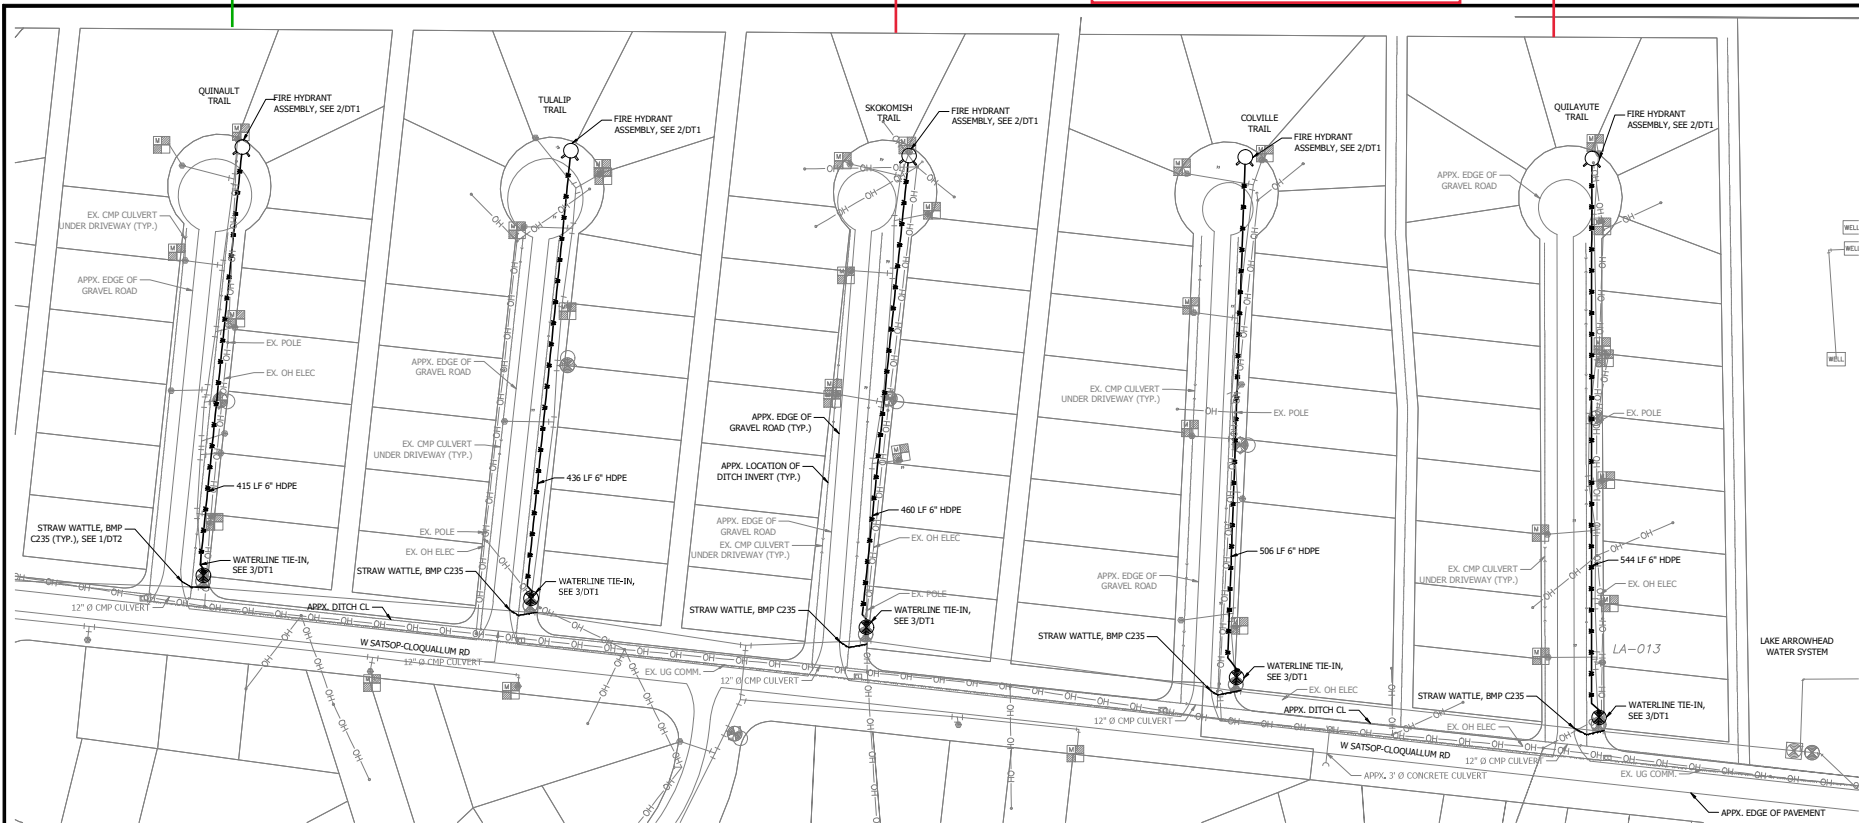 QUINAULT
TRAIL
FIRE HYDRANT
ASSEMBLY, SEE 2/DT1
EX. CMP CULVERT
UNDER DRIVEWAY (TYP.)
APPX. EDGE OF
GRAVEL ROAD
EX. POLE
EX. OH ELEC
415 LF 6" HDPE
STRAW WATTLE, BMP
C235 (TYP.), SEE 1/DT2
WATERLINE TIE-IN,
SEE 3/DT1
12" Ø CMP CULVERT
APPX. DITCH CL
W SATSOP-CLOQUALLUM RD
TULALIP
TRAIL
FIRE HYDRANT
ASSEMBLY, SEE 2/DT1
APPX. EDGE OF
GRAVEL ROAD
EX. CMP CULVERT
UNDER DRIVEWAY (TYP.)
436 LF 6" HDPE
EX. POLE
EX. OH ELEC
STRAW WATTLE, BMP C235
WATERLINE TIE-IN,
SEE 3/DT1
12" Ø CMP CULVERT
EX. UG COMM.
SKOKOMISH
TRAIL
FIRE HYDRANT
ASSEMBLY, SEE 2/DT1
APPX. EDGE OF
GRAVEL ROAD (TYP.)
APPX. LOCATION OF
DITCH INVERT (TYP.)
460 LF 6" HDPE
APPX. EDGE OF
GRAVEL ROAD
EX. CMP CULVERT
UNDER DRIVEWAY (TYP.)
EX. OH ELEC
EX. POLE
STRAW WATTLE, BMP C235
WATERLINE TIE-IN,
SEE 3/DT1
12" Ø CMP CULVERT
COLVILLE
TRAIL
FIRE HYDRANT
ASSEMBLY, SEE 2/DT1
EX. CMP CULVERT
UNDER DRIVEWAY (TYP.)
EX. POLE
506 LF 6" HDPE
APPX. EDGE OF
GRAVEL ROAD
STRAW WATTLE, BMP C235
WATERLINE TIE-IN,
SEE 3/DT1
EX. OH ELEC
APPX. DITCH CL
12" Ø CMP CULVERT
W SATSOP-CLOQUALLUM RD
APPX. 3' Ø CONCRETE CULVERT
QUILAYUTE
TRAIL
FIRE HYDRANT
ASSEMBLY, SEE 2/DT1
APPX. EDGE OF
GRAVEL ROAD
EX. POLE
544 LF 6" HDPE
EX. CMP CULVERT
UNDER DRIVEWAY (TYP.)
EX. OH ELEC
LA-013
STRAW WATTLE, BMP C235
WATERLINE TIE-IN,
SEE 3/DT1
EX. OH ELEC
12" Ø CMP CULVERT
EX. UG COMM.
APPX. EDGE OF PAVEMENT
WELL
WELL
WELL
LAKE ARROWHEAD
WATER SYSTEM